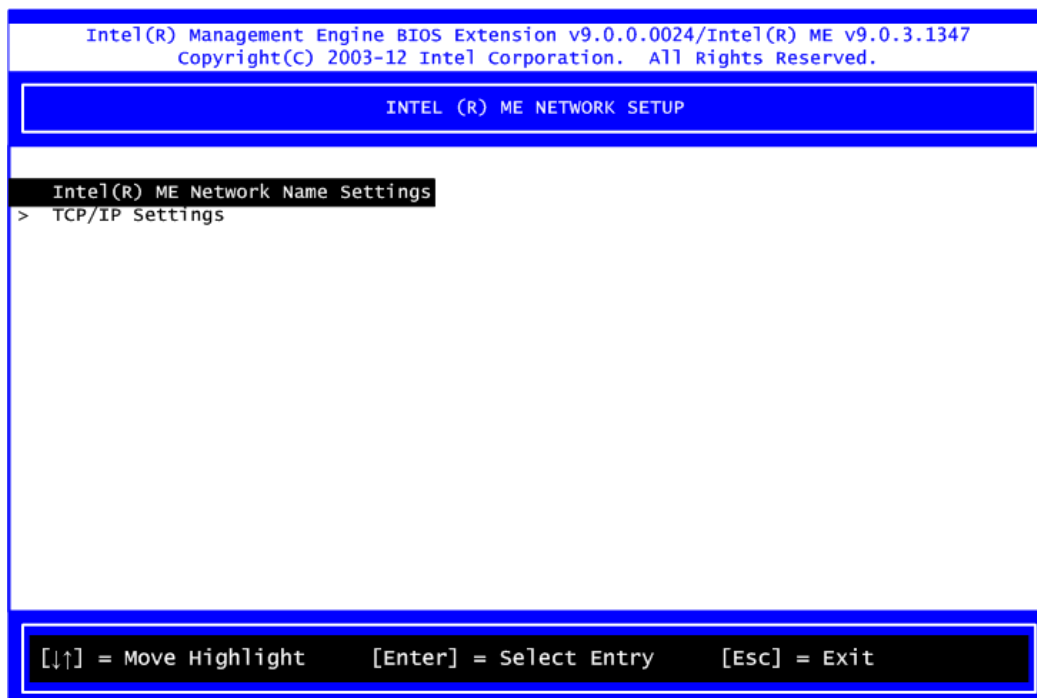 Intel(R) Management Engine BIOS Extension v9.0.0.0024/Intel(R) ME v9.0.3.1347
Copyright(C) 2003-12 Intel Corporation.  All Rights Reserved.
INTEL (R) ME NETWORK SETUP
Intel(R) ME Network Name Settings
>  TCP/IP Settings
[↓↑] = Move Highlight    [Enter] = Select Entry    [Esc] = Exit